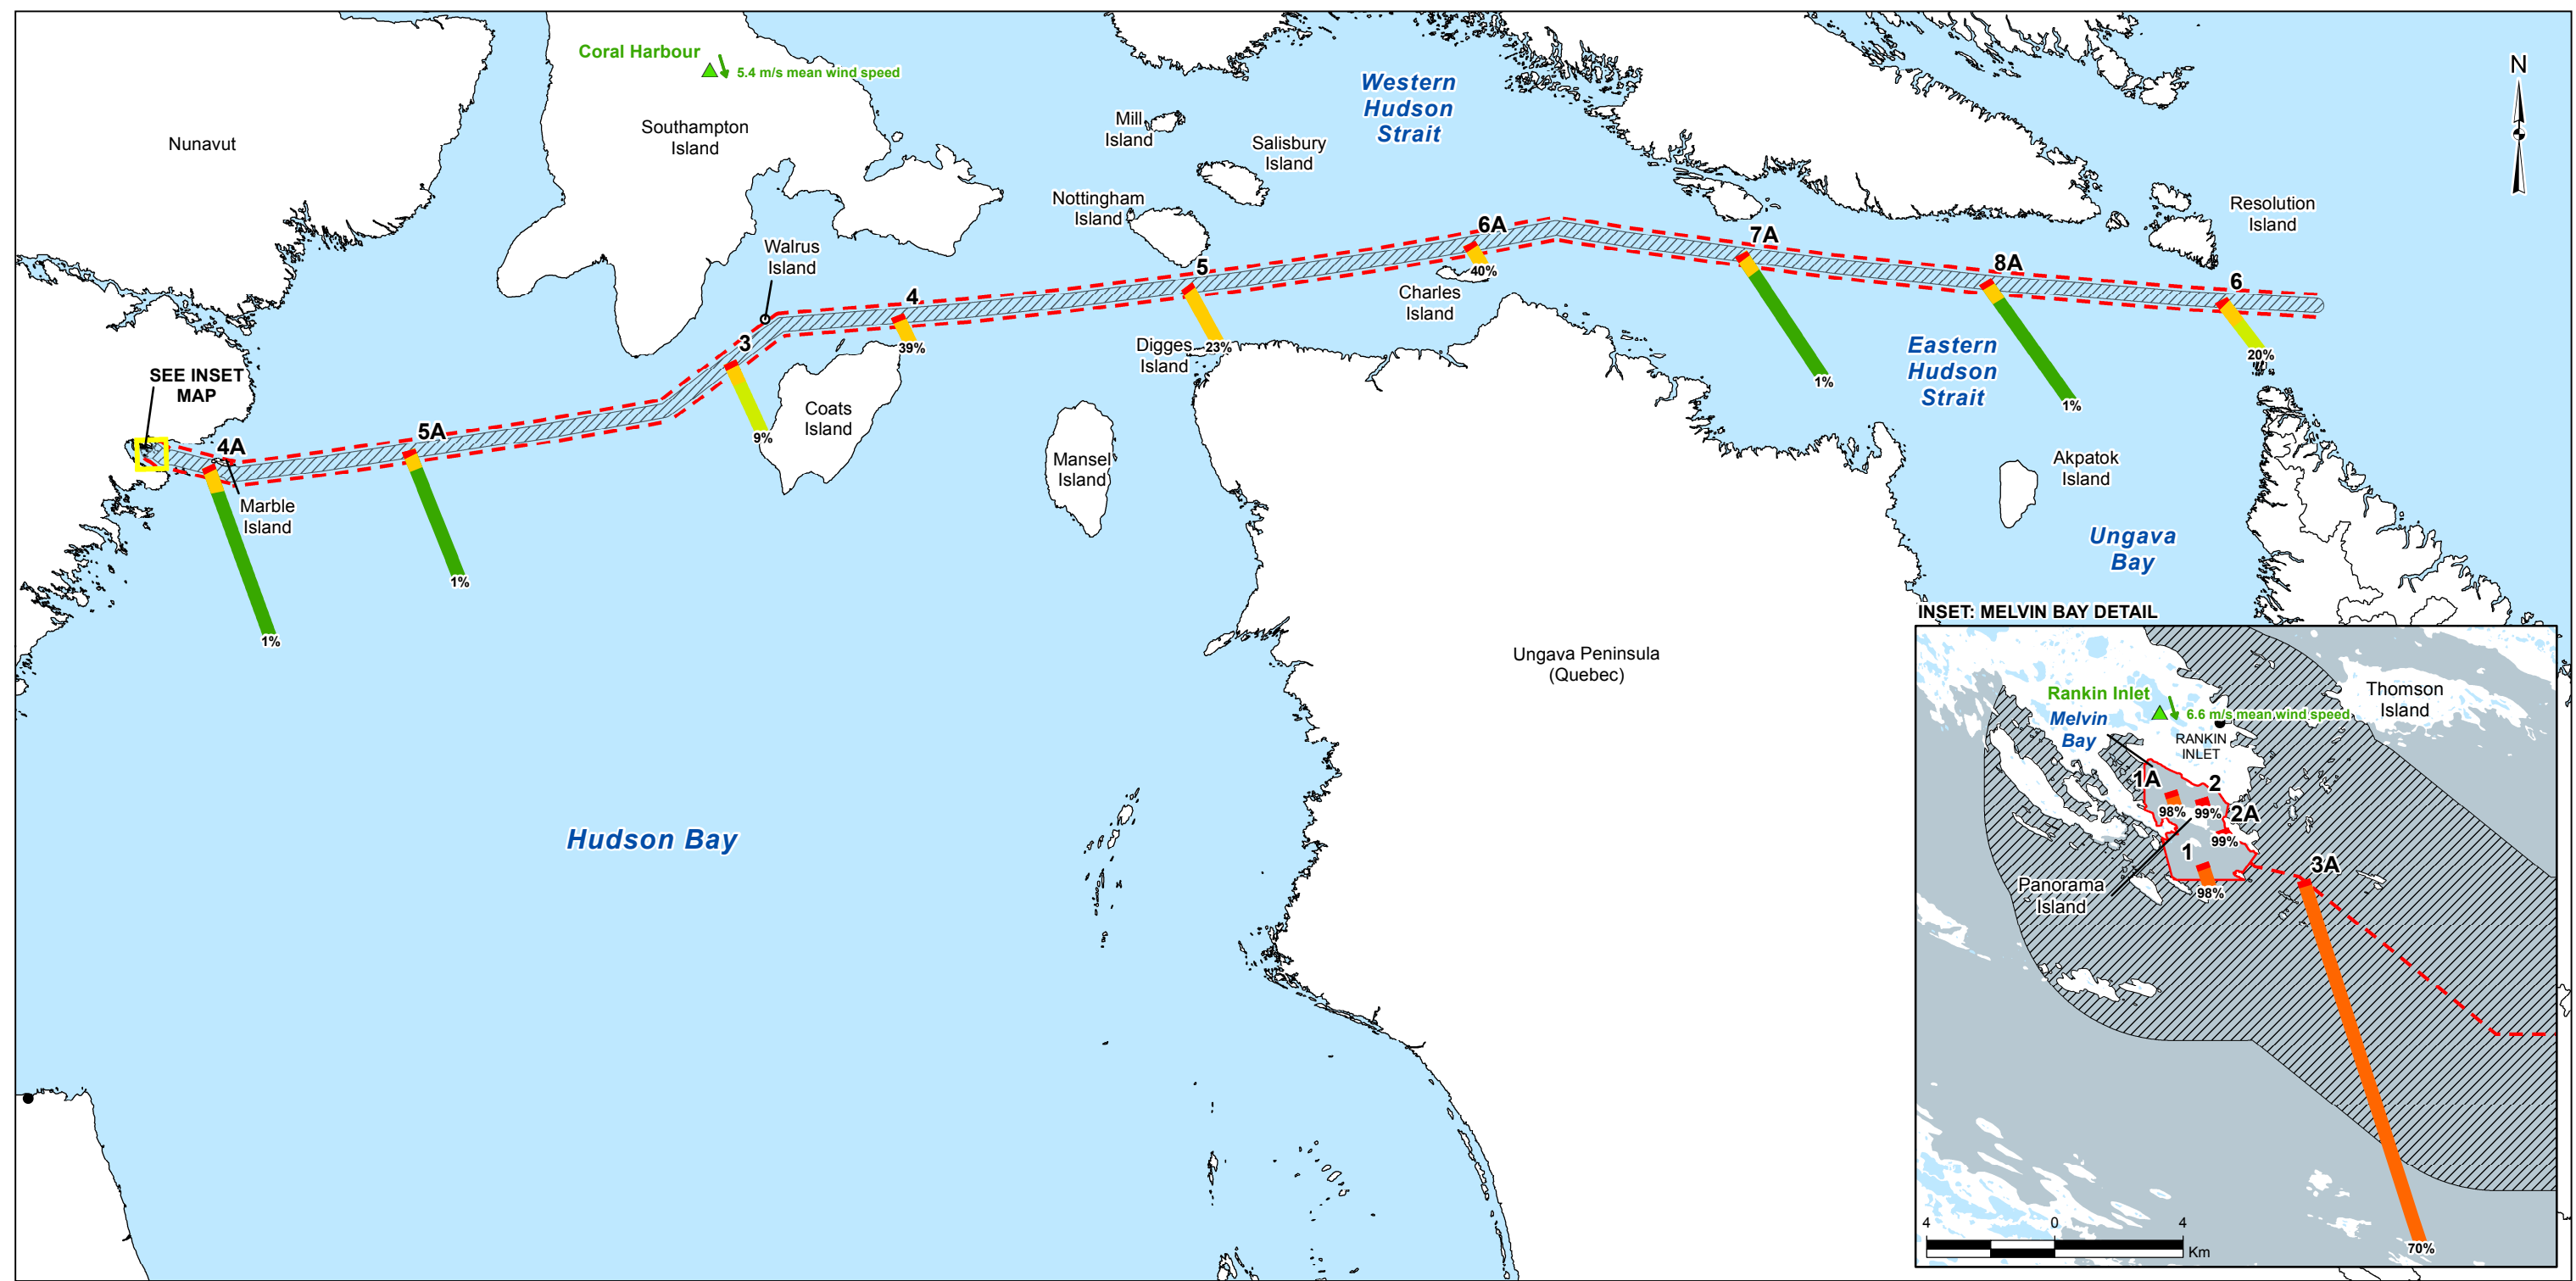 Coral Harbour
5.4 m/s mean wind speed
Nunavut
Southampton
Island
Western
Hudson
Strait
Mill
Island
Salisbury
Island
Nottingham
Island
N
Resolution
Island
Walrus
Island
3
4
5
6A
7A
8A
6
39%
23%
40%
9%
1%
1%
20%
Digges
Island
Charles
Island
Eastern
Hudson
Strait
SEE INSET
MAP
4A
5A
Marble
Island
1%
1%
Coats
Island
Mansel
Island
Akpatok
Island
Ungava
Bay
Ungava Peninsula
(Quebec)
Hudson Bay
INSET: MELVIN BAY DETAIL
Rankin Inlet
6.6 m/s mean wind speed
Melvin
Bay
RANKIN
INLET
Thomson
Island
1A
2
2A
98%
99%
99%
1
98%
3A
Panorama
Island
70%
4
0
4
Km